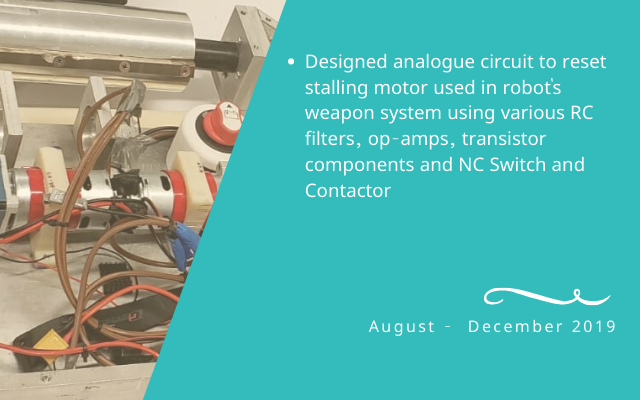 • Designed analogue circuit to reset
stalling motor used in robot's
weapon system using various RC
filters, op-amps, transistor
components and NC Switch and
Contactor
August - December 2019